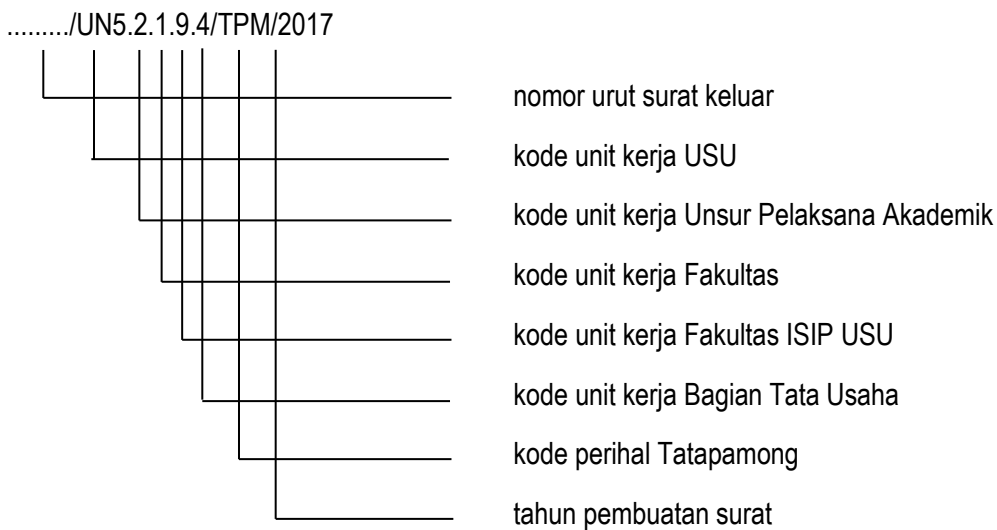 ........./UN5.2.1.9.4/TPM/2017
nomor urut surat keluar
kode unit kerja USU
kode unit kerja Unsur Pelaksana Akademik
kode unit kerja Fakultas
kode unit kerja Fakultas ISIP USU
kode unit kerja Bagian Tata Usaha
kode perihal Tatapamong
tahun pembuatan surat